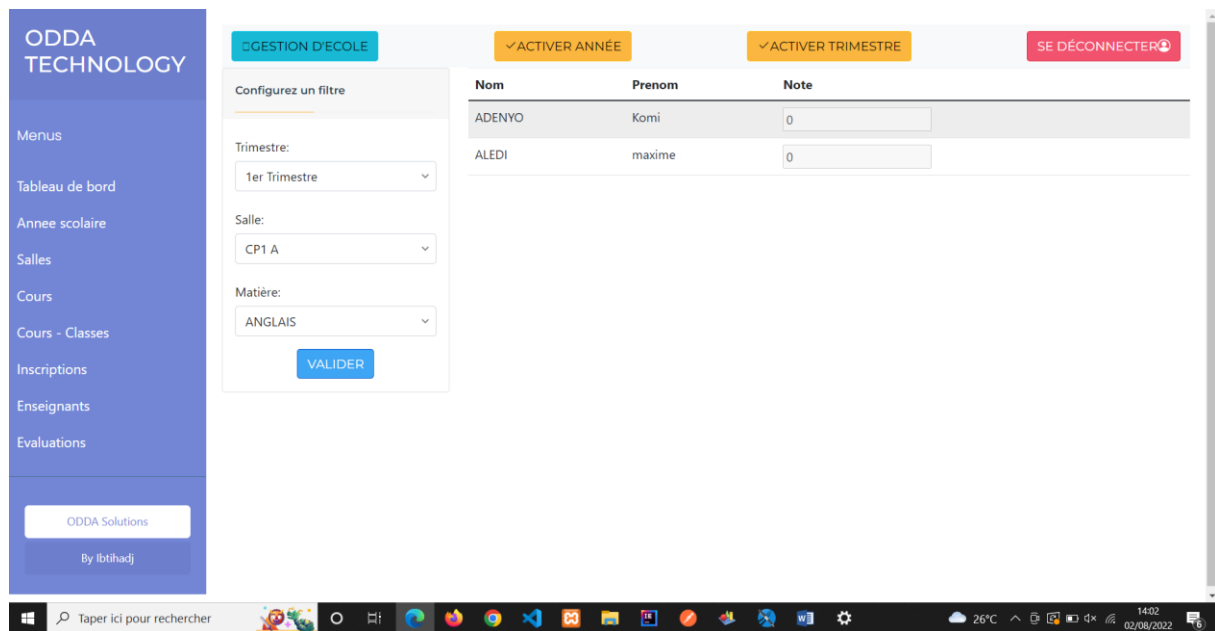 ODDA
TECHNOLOGY
Menus
Tableau de bord
Annee scolaire
Salles
Cours
Cours - Classes
Inscriptions
Enseignants
Evaluations
ODDA Solutions
By Ibtihadj
GESTION D'ECOLE
ACTIVER ANNÉE
ACTIVER TRIMESTRE
SE DÉCONNECTER
Configurez un filtre
Trimestre:
1er Trimestre
Salle:
CP1 A
Matière:
ANGLAIS
VALIDER
Nom Prenom Note
ADENYO Komi 0
ALEDI maxime 0
Taper ici pour rechercher
26°C
14:02
02/08/2022
6